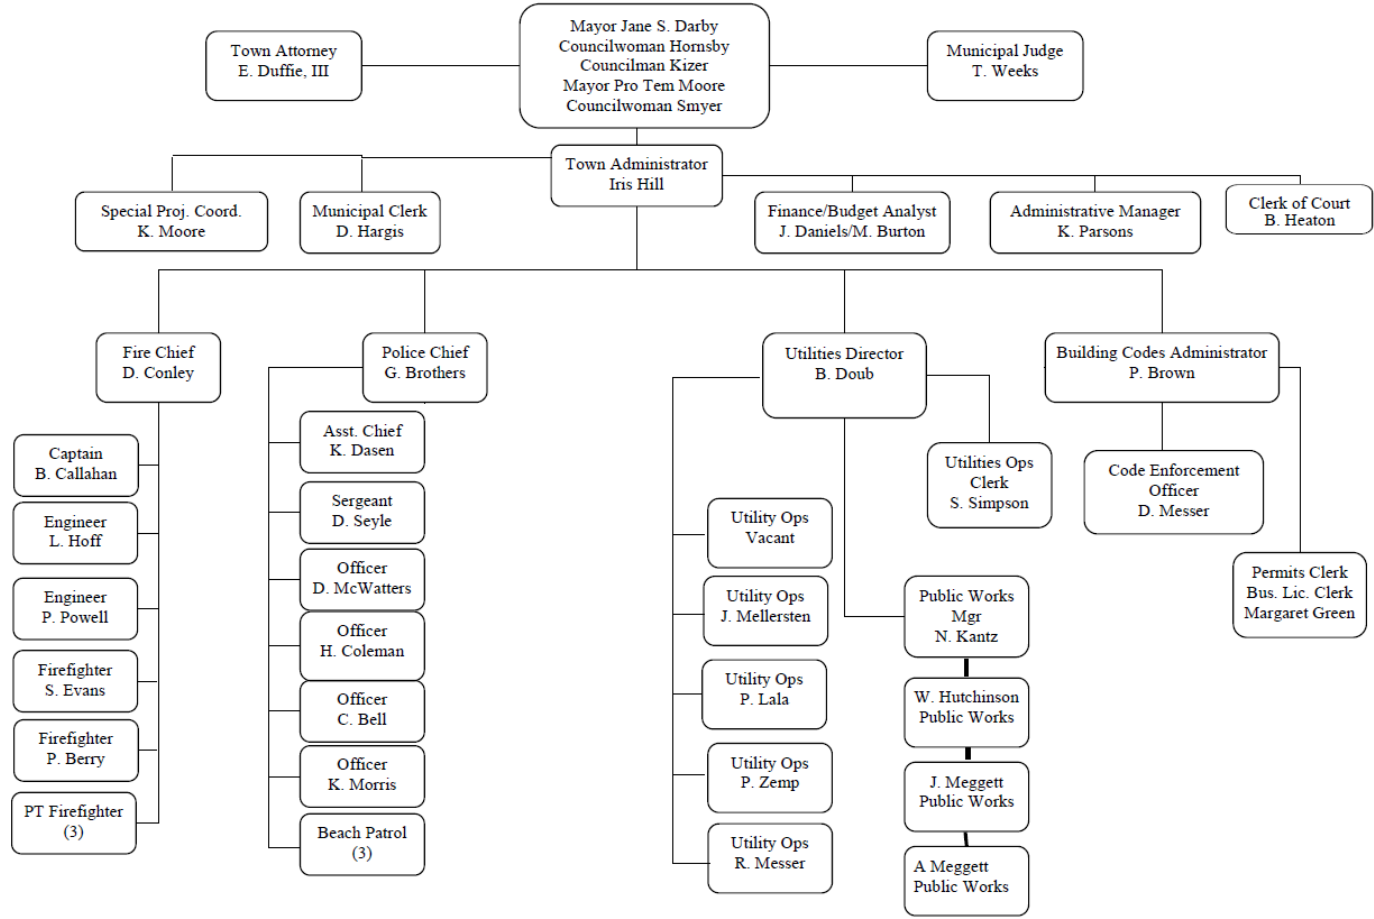 Mayor Jane S. Darby
Councilwoman Hornsby
Councilman Kizer
Mayor Pro Tem Moore
Councilwoman Smyer
Town Attorney
E. Duffie, III
Municipal Judge
T. Weeks
Town Administrator
Iris Hill
Special Proj. Coord.
K. Moore
Municipal Clerk
D. Hargis
Finance/Budget Analyst
J. Daniels/M. Burton
Administrative Manager
K. Parsons
Clerk of Court
B. Heaton
Fire Chief
D. Conley
Police Chief
G. Brothers
Utilities Director
B. Doub
Building Codes Administrator
P. Brown
Captain
B. Callahan
Engineer
L. Hoff
Engineer
P. Powell
Firefighter
S. Evans
Firefighter
P. Berry
PT Firefighter
(3)
Asst. Chief
K. Dasen
Sergeant
D. Seyle
Officer
D. McWatters
Officer
H. Coleman
Officer
C. Bell
Officer
K. Morris
Beach Patrol
(3)
Utility Ops
Vacant
Utility Ops
J. Mellersten
Utility Ops
P. Lala
Utility Ops
P. Zemp
Utility Ops
R. Messer
Utilities Ops
Clerk
S. Simpson
Public Works
Mgr
N. Kantz
W. Hutchinson
Public Works
J. Meggett
Public Works
A Meggett
Public Works
Code Enforcement
Officer
D. Messer
Permits Clerk
Bus. Lic. Clerk
Margaret Green